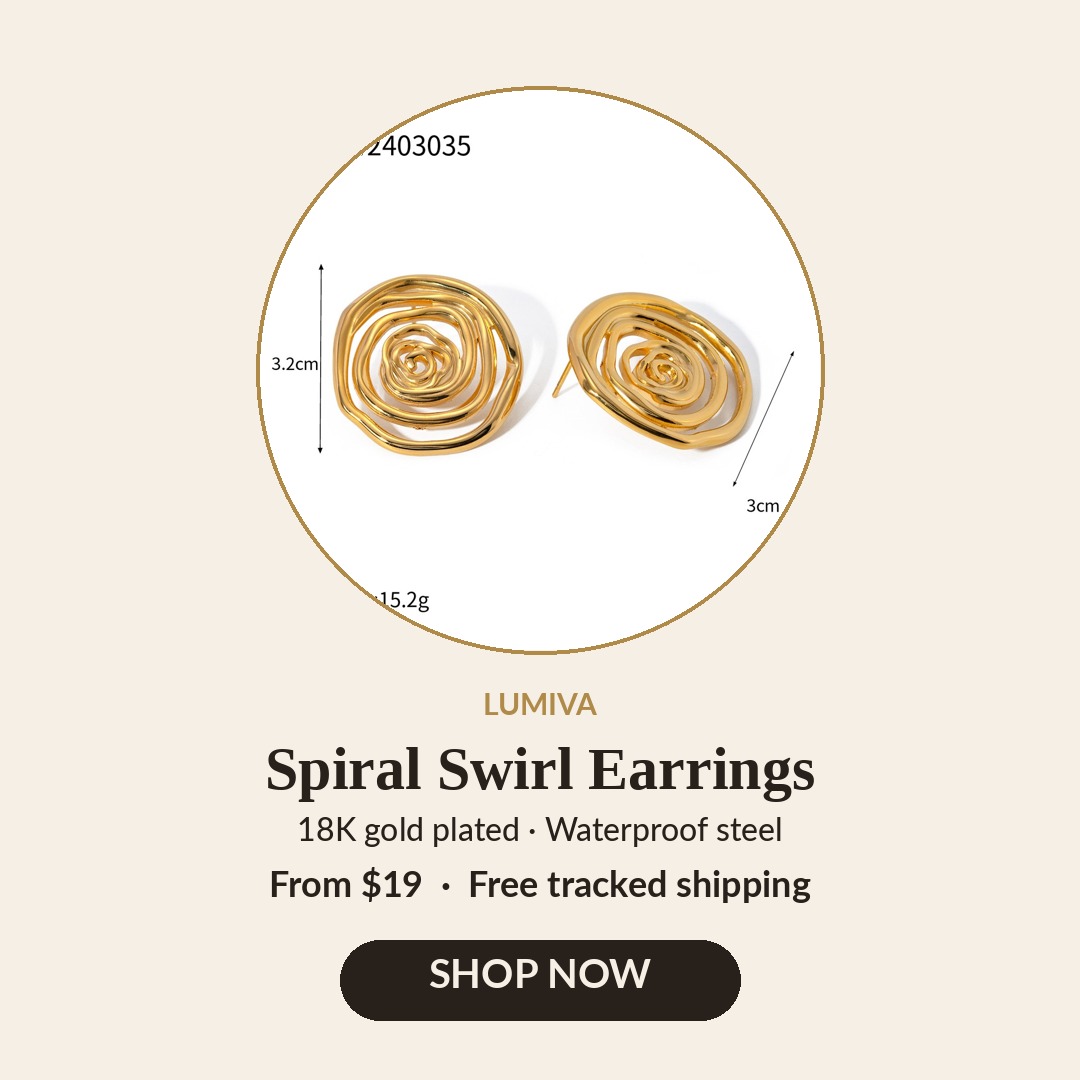 2403035
3.2cm
3cm
:15.2g
LUMIVA
Spiral Swirl Earrings
18K gold plated · Waterproof steel
From $19 · Free tracked shipping
SHOP NOW